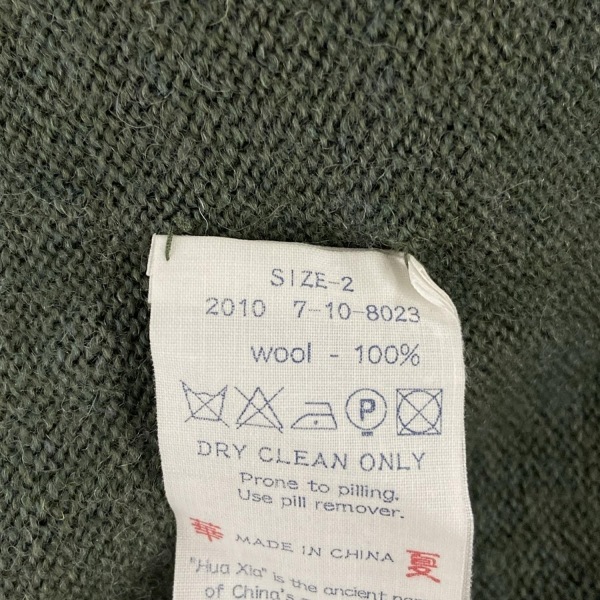 SIZE-2
2010 7-10-8023
wool - 100%
P
DRY CLEAN ONLY
Prone to pilling.
Use pill remover.
華 MADE IN CHINA 夏
"Hua Xia" is the ancient
of China's